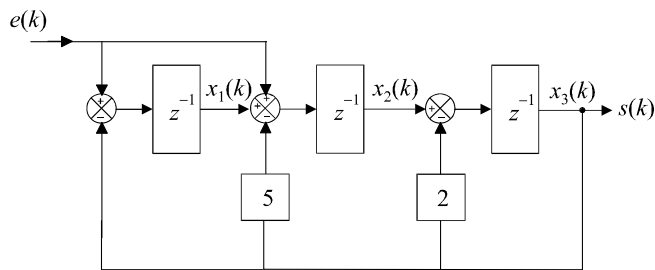 e(k)
x₁(k)
x₂(k)
x₃(k)
s(k)
+
−
z⁻¹
+
+
−
z⁻¹
+
−
z⁻¹
5
2